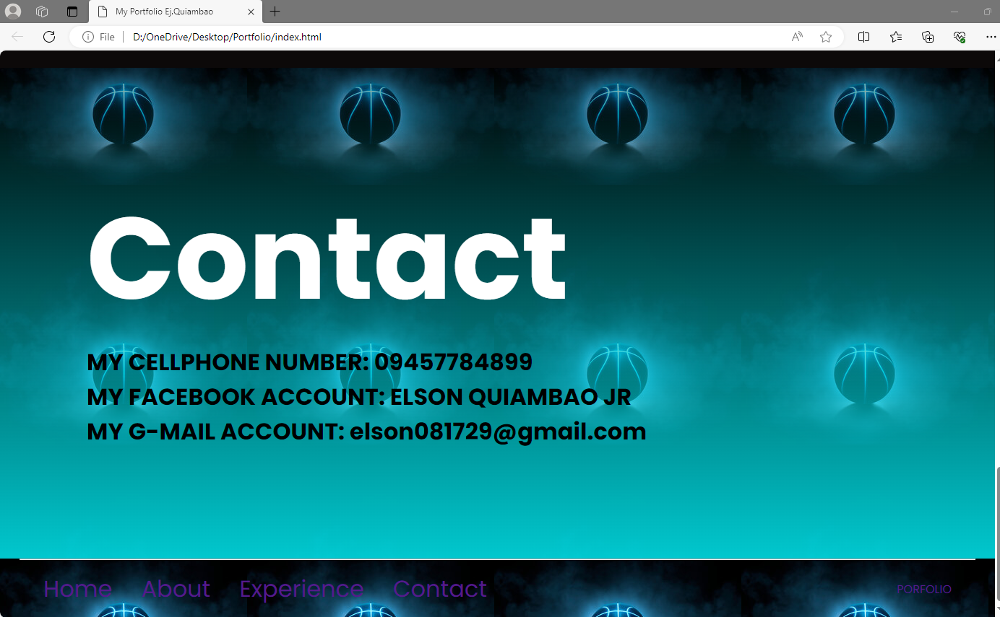 My Portfolio Ej.Quiambao
File
D:/OneDrive/Desktop/Portfolio/index.html
Contact
MY CELLPHONE NUMBER: 09457784899
MY FACEBOOK ACCOUNT: ELSON QUIAMBAO JR
MY G-MAIL ACCOUNT: elson081729@gmail.com
Home About Experience Contact PORFOLIO